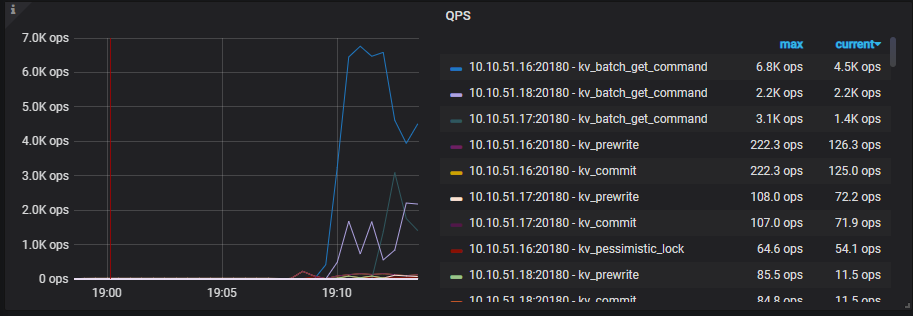 i
QPS
7.0K ops
6.0K ops
5.0K ops
4.0K ops
3.0K ops
2.0K ops
1.0K ops
0 ops
19:00 19:05 19:10
max current
10.10.51.16:20180 - kv_batch_get_command 6.8K ops 4.5K ops
10.10.51.18:20180 - kv_batch_get_command 2.2K ops 2.2K ops
10.10.51.17:20180 - kv_batch_get_command 3.1K ops 1.4K ops
10.10.51.16:20180 - kv_prewrite 222.3 ops 126.3 ops
10.10.51.16:20180 - kv_commit 222.3 ops 125.0 ops
10.10.51.17:20180 - kv_prewrite 108.0 ops 72.2 ops
10.10.51.17:20180 - kv_commit 107.0 ops 71.9 ops
10.10.51.16:20180 - kv_pessimistic_lock 64.6 ops 54.1 ops
10.10.51.18:20180 - kv_prewrite 85.5 ops 11.5 ops
10.10.51.18:20180 - kv_commit 84.8 ops 11.5 ops